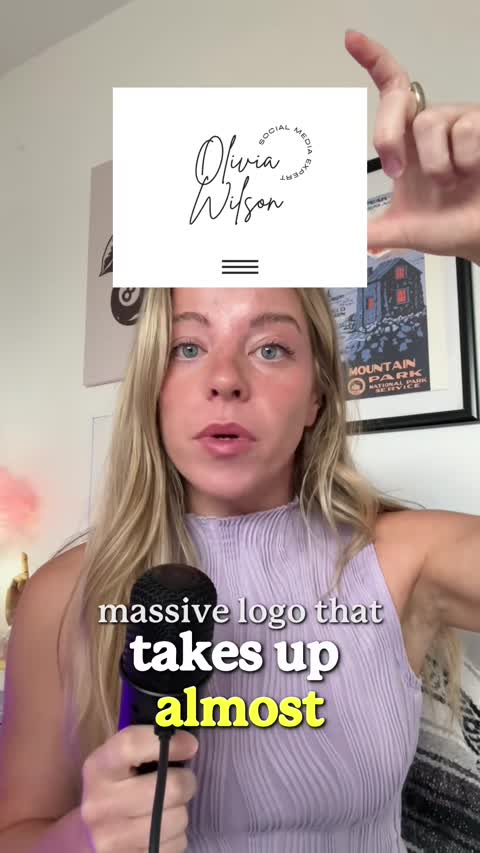 SOCIAL MEDIA EXPERT
Olivia
Wilson
MOUNTAIN
PARK
NATIONAL PARK
SERVICE
massive logo that
takes up
almost